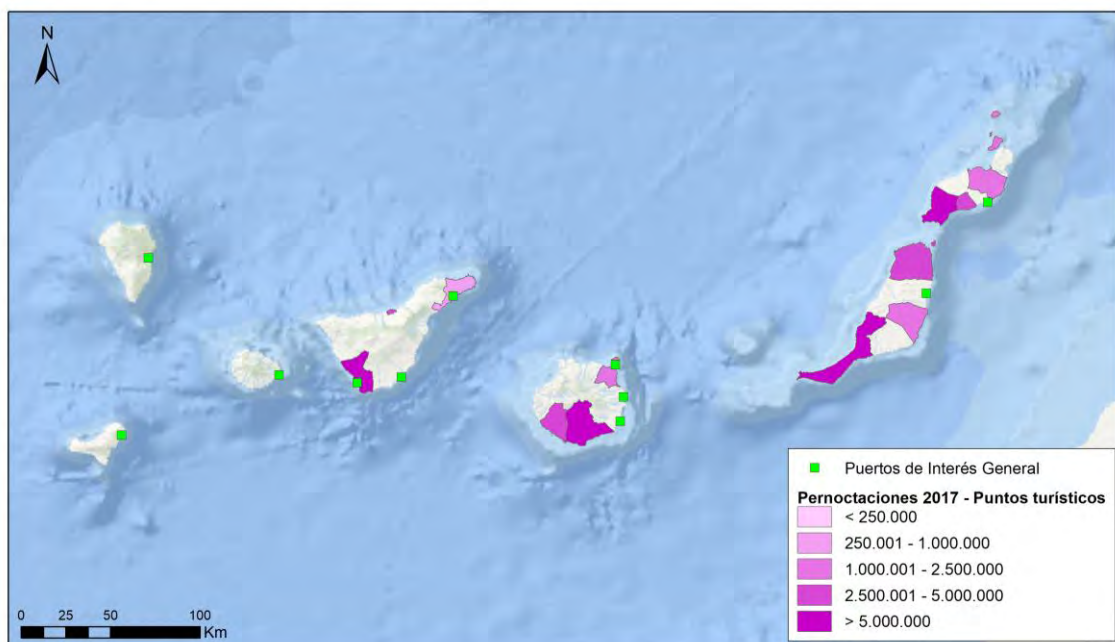 N
Puertos de Interés General
Pernoctaciones 2017 - Puntos turísticos
< 250.000
250.001 - 1.000.000
1.000.001 - 2.500.000
2.500.001 - 5.000.000
> 5.000.000
0 25 50 100
Km